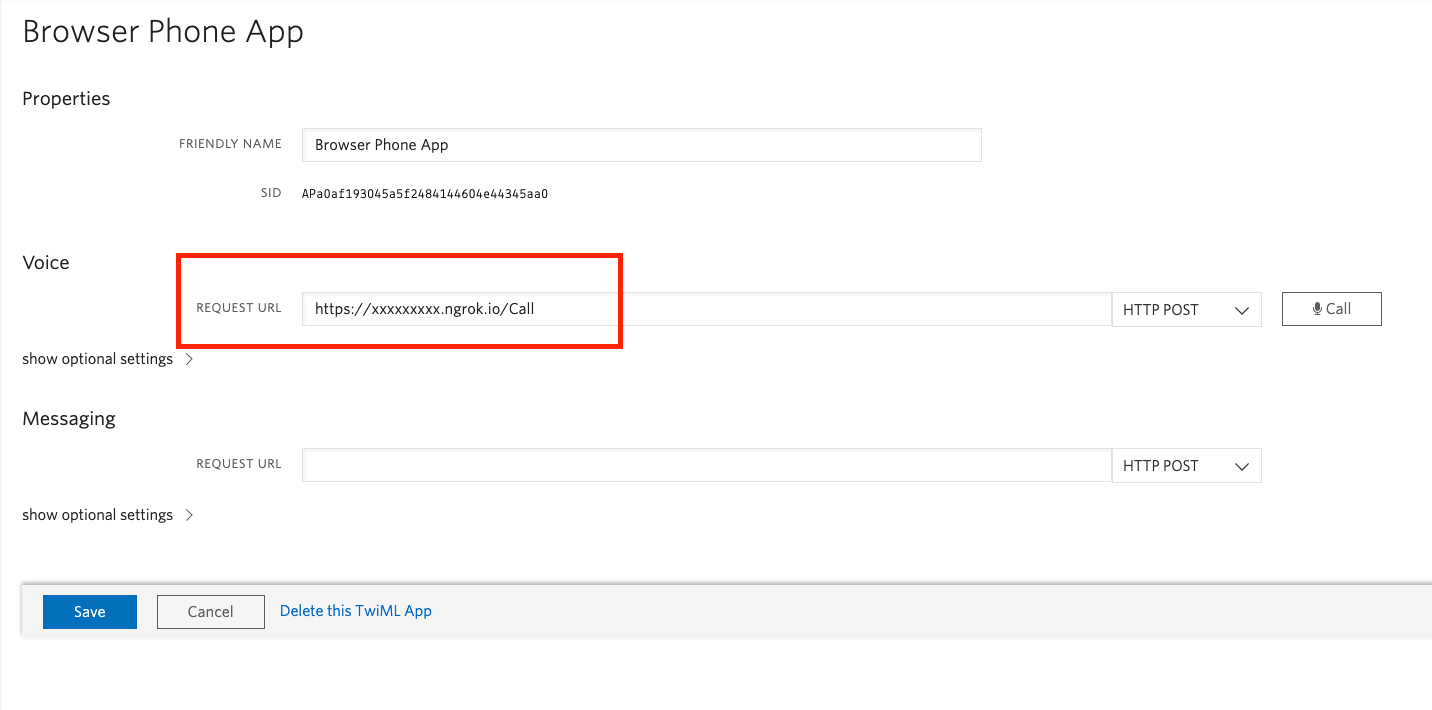 Browser Phone App
Properties
FRIENDLY NAME Browser Phone App
SID APa0af193045a5f2484144604e44345aa0
Voice
REQUEST URL https://xxxxxxxxx.ngrok.io/Call HTTP POST Call
show optional settings
Messaging
REQUEST URL HTTP POST
show optional settings
Save Cancel Delete this TwiML App